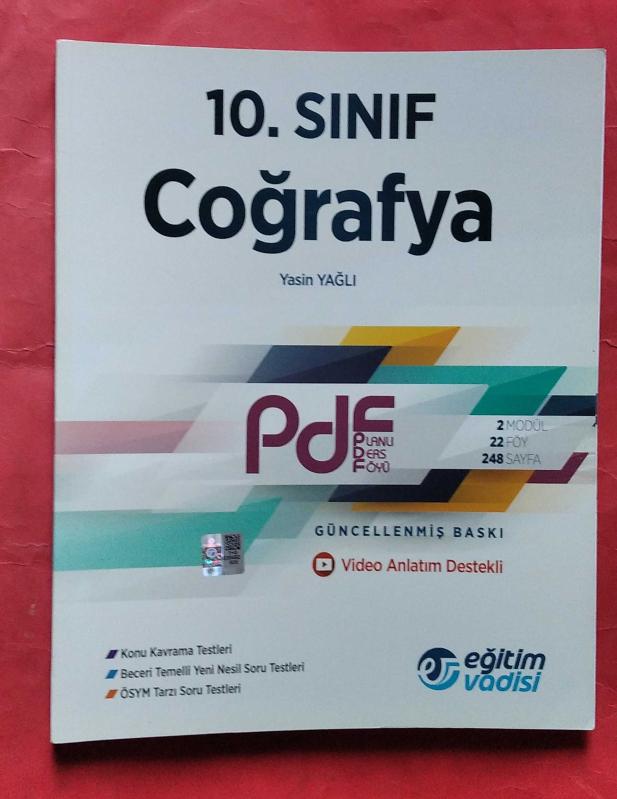 10. SINIF
Coğrafya
Yasin YAĞLI
pdf
PLANLI
DERS
FÖYÜ
2 MODÜL
22 FÖY
248 SAYFA
GÜNCELLENMİŞ BASKI
Video Anlatım Destekli
Konu Kavrama Testleri
Beceri Temelli Yeni Nesil Soru Testleri
ÖSYM Tarzı Soru Testleri
eğitim
vadisi